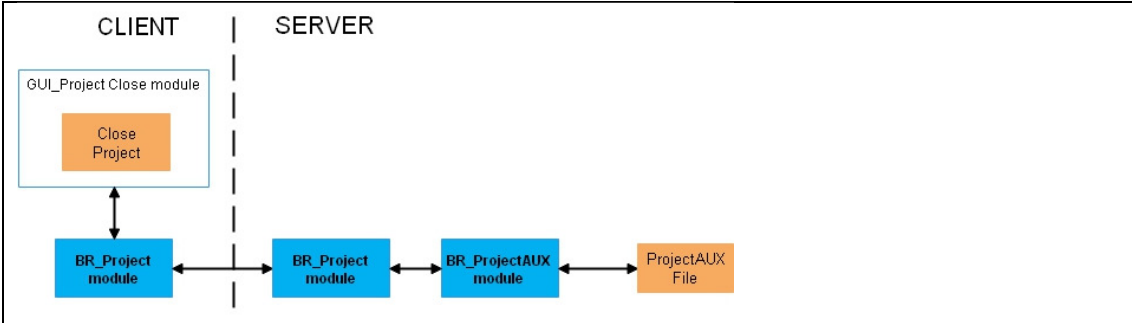 CLIENT
SERVER
GUI_Project Close module
Close
Project
BR_Project
module
BR_Project
module
BR_ProjectAUX
module
ProjectAUX
File